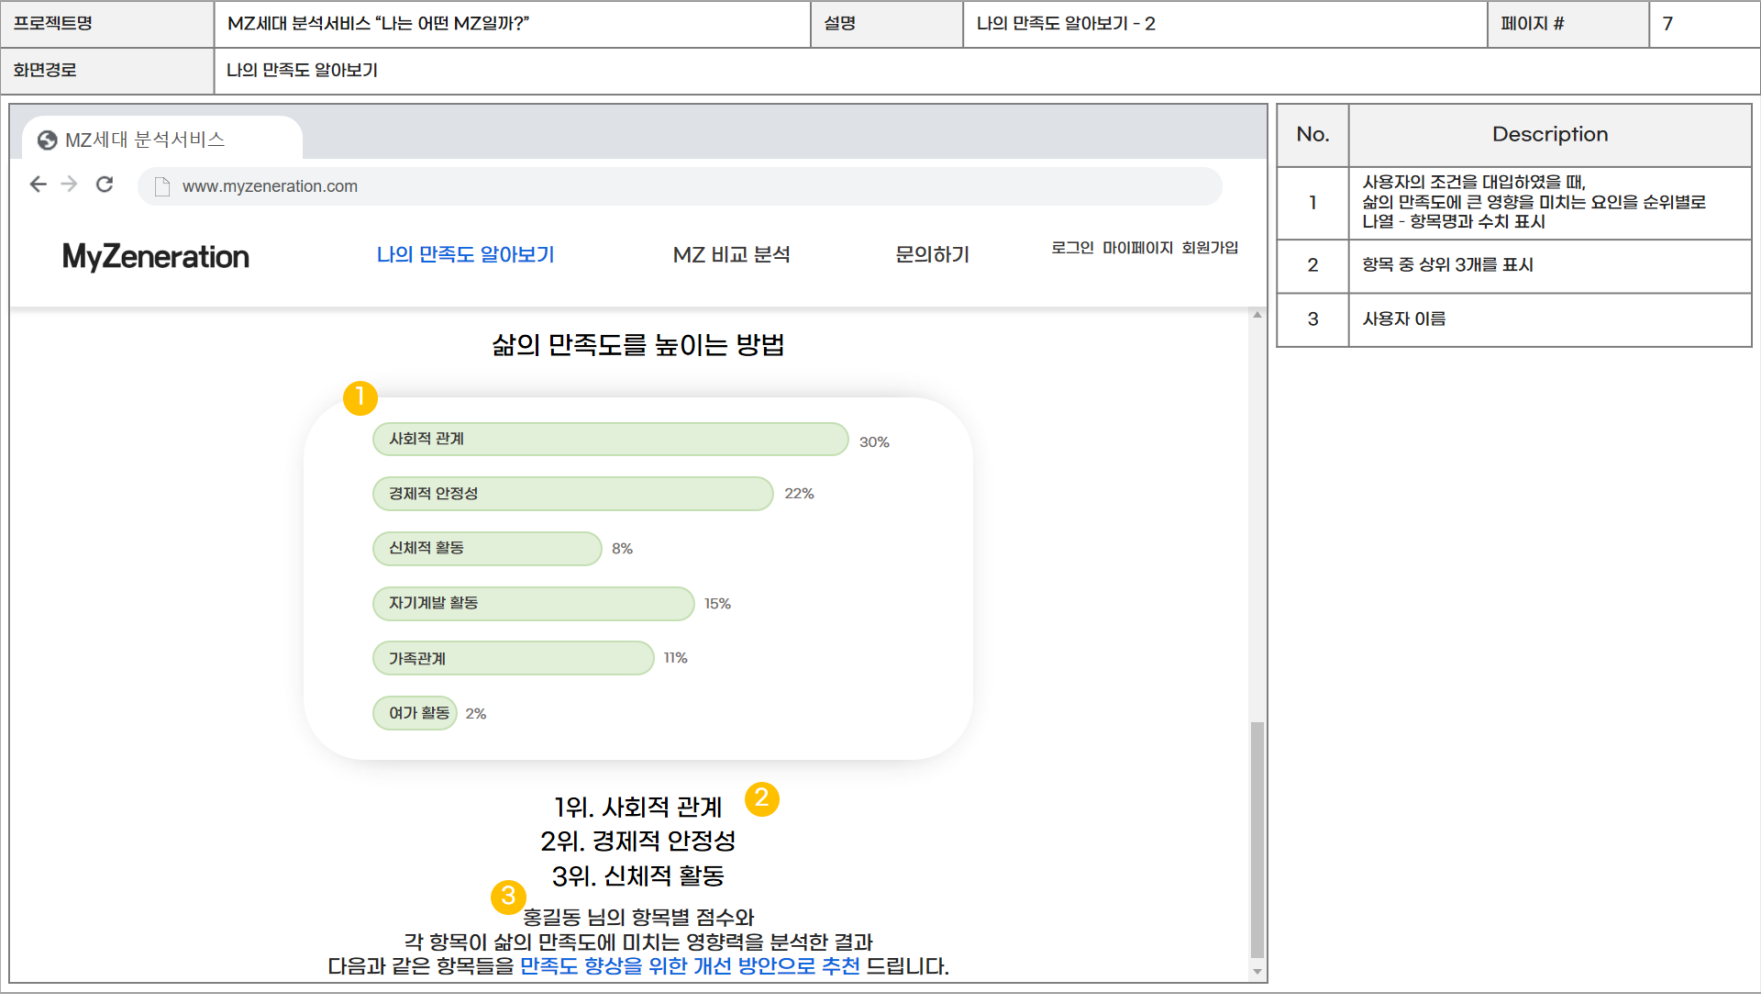 프로젝트명 MZ세대 분석서비스 “나는 어떤 MZ일까?” 설명 나의 만족도 알아보기 - 2 페이지 # 7
화면경로 나의 만족도 알아보기
MZ세대 분석서비스
www.myzeneration.com
MyZeneration 나의 만족도 알아보기 MZ 비교 분석 문의하기 로그인 마이페이지 회원가입
삶의 만족도를 높이는 방법
1
사회적 관계 30%
경제적 안정성 22%
신체적 활동 8%
자기계발 활동 15%
가족관계 11%
여가 활동 2%
1위. 사회적 관계 2
2위. 경제적 안정성
3위. 신체적 활동
3
홍길동 님의 항목별 점수와
각 항목이 삶의 만족도에 미치는 영향력을 분석한 결과
다음과 같은 항목들을 만족도 향상을 위한 개선 방안으로 추천 드립니다.
No. Description
1 사용자의 조건을 대입하였을 때,
삶의 만족도에 큰 영향을 미치는 요인을 순위별로
나열 - 항목명과 수치 표시
2 항목 중 상위 3개를 표시
3 사용자 이름